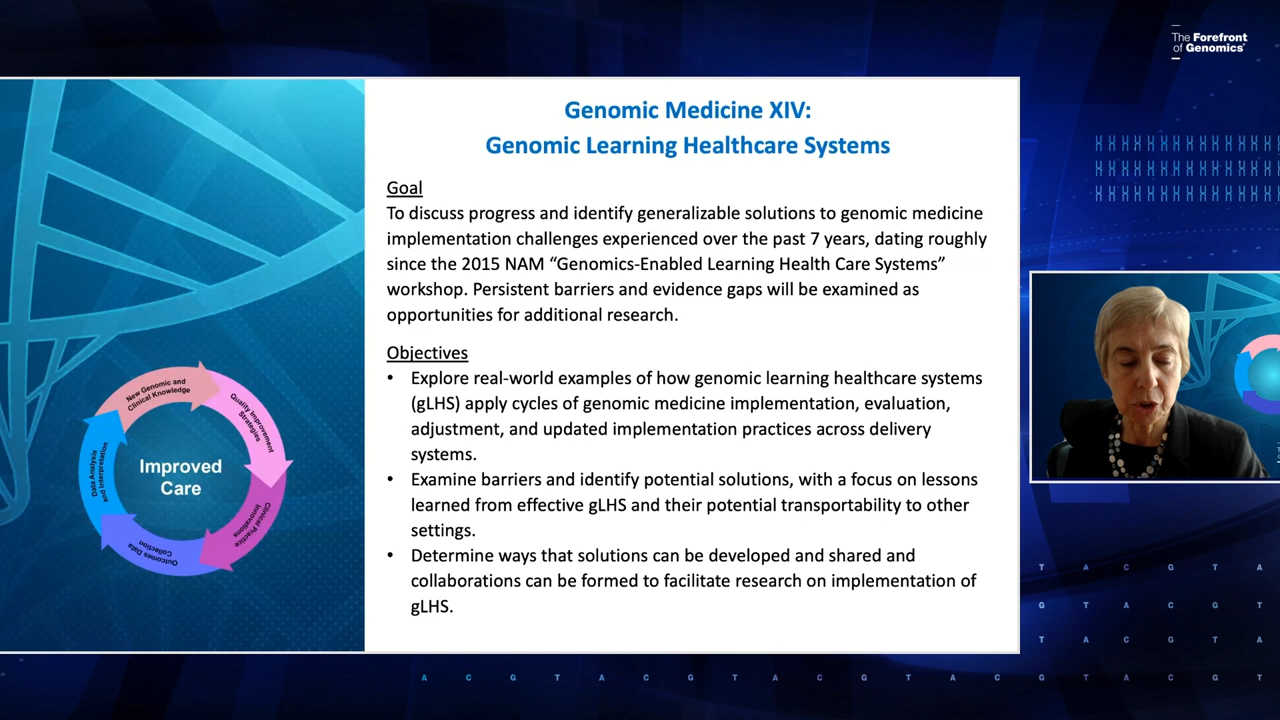 The Forefront
of Genomics®
Genomic Medicine XIV:
Genomic Learning Healthcare Systems
Goal
To discuss progress and identify generalizable solutions to genomic medicine
implementation challenges experienced over the past 7 years, dating roughly
since the 2015 NAM “Genomics-Enabled Learning Health Care Systems”
workshop. Persistent barriers and evidence gaps will be examined as
opportunities for additional research.
Objectives
• Explore real-world examples of how genomic learning healthcare systems
(gLHS) apply cycles of genomic medicine implementation, evaluation,
adjustment, and updated implementation practices across delivery
systems.
• Examine barriers and identify potential solutions, with a focus on lessons
learned from effective gLHS and their potential transportability to other
settings.
• Determine ways that solutions can be developed and shared and
collaborations can be formed to facilitate research on implementation of
gLHS.
New Genomic and
Clinical Knowledge
Quality Improvement
Strategies
Clinical Practice
Innovations
Outcomes Data
Collection
Data Analysis
and Interpretation
Improved
Care
T A C G T A
G T A C G T
T A C G T A
A C G T A C G T A C G T A C G T A C G T